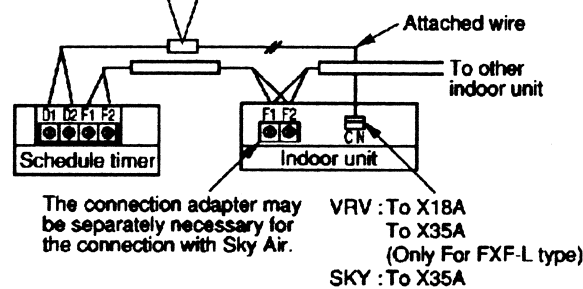 Attached wire
To other
indoor unit
D1 D2 F1 F2
F1 F2
CN
Schedule timer
Indoor unit
The connection adapter may
be separately necessary for
the connection with Sky Air.
VRV : To X18A
To X35A
(Only For FXF-L type)
SKY : To X35A